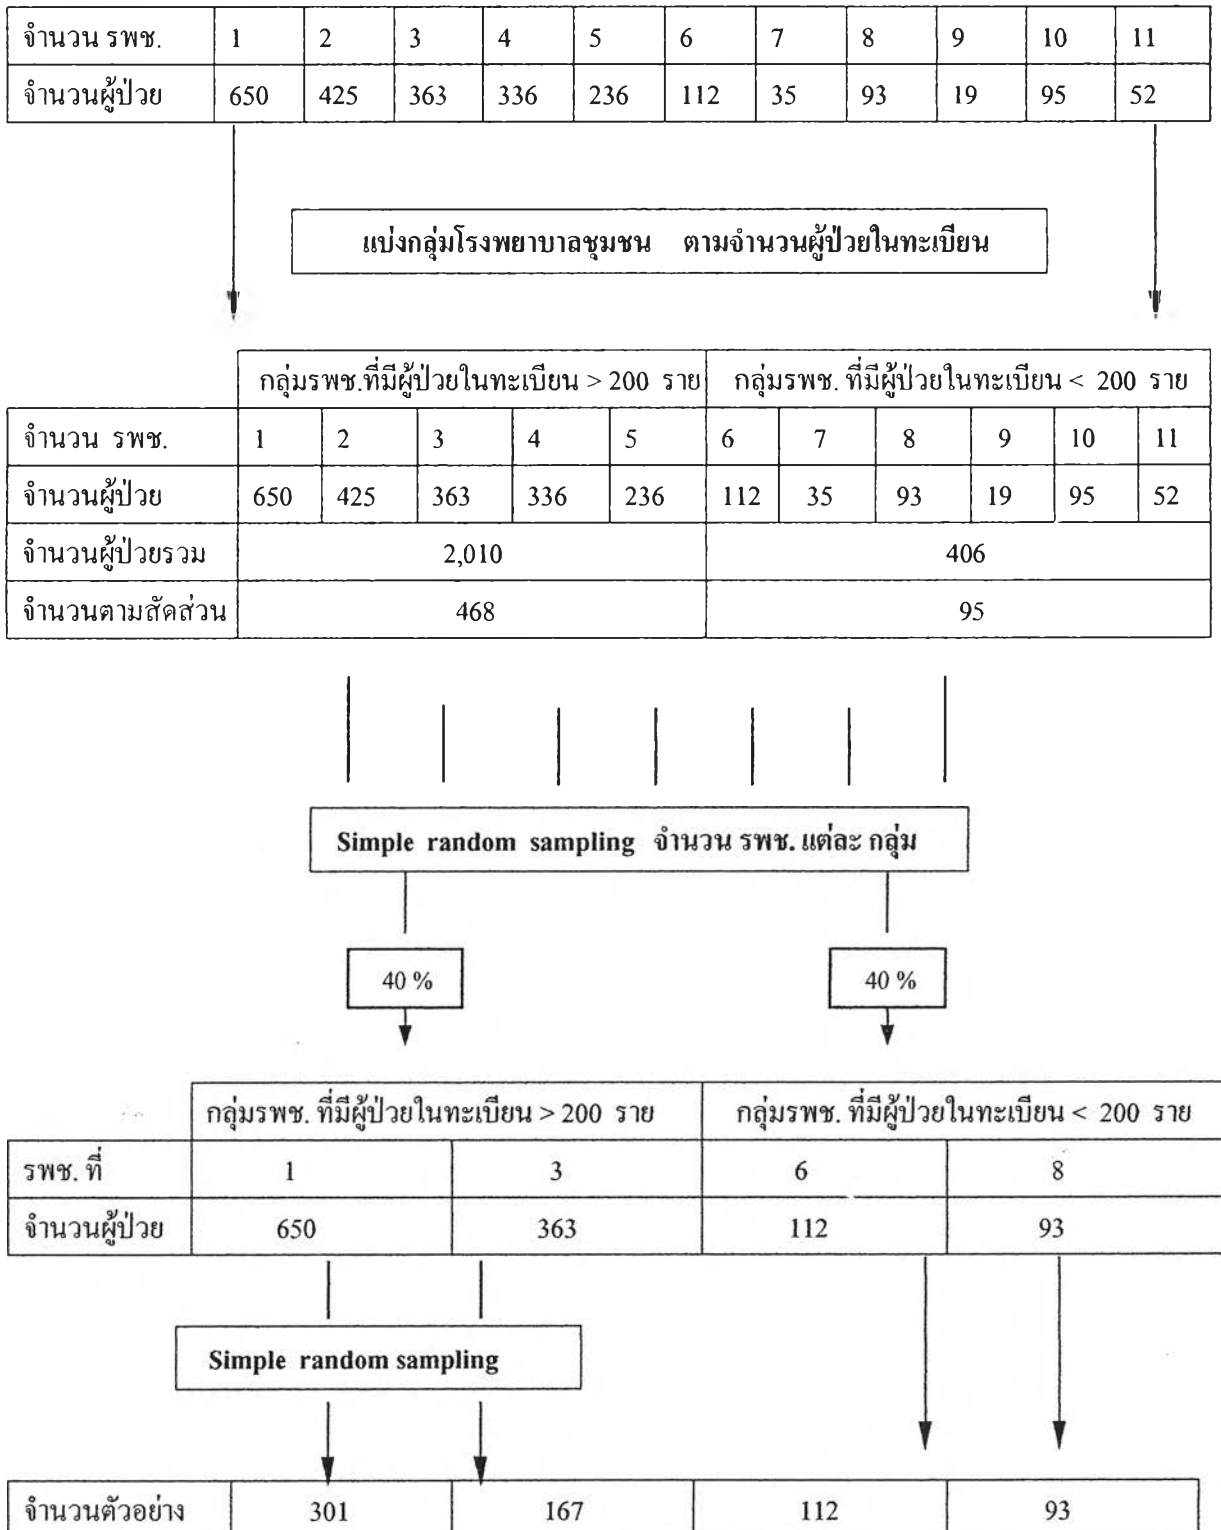 จำนวน รพช. 1 2 3 4 5 6 7 8 9 10 11
จำนวนผู้ป่วย 650 425 363 336 236 112 35 93 19 95 52
แบ่งกลุ่มโรงพยาบาลชุมชน ตามจำนวนผู้ป่วยในทะเบียน
กลุ่มรพช.ที่มีผู้ป่วยในทะเบียน > 200 ราย กลุ่มรพช. ที่มีผู้ป่วยในทะเบียน < 200 ราย
จำนวน รพช. 1 2 3 4 5 6 7 8 9 10 11
จำนวนผู้ป่วย 650 425 363 336 236 112 35 93 19 95 52
จำนวนผู้ป่วยรวม 2,010 406
จำนวนตามสัดส่วน 468 95
Simple random sampling จำนวน รพช. แต่ละ กลุ่ม
40 % 40 %
กลุ่มรพช. ที่มีผู้ป่วยในทะเบียน > 200 ราย กลุ่มรพช. ที่มีผู้ป่วยในทะเบียน < 200 ราย
รพช. ที่ 1 3 6 8
จำนวนผู้ป่วย 650 363 112 93
Simple random sampling
จำนวนตัวอย่าง 301 167 112 93